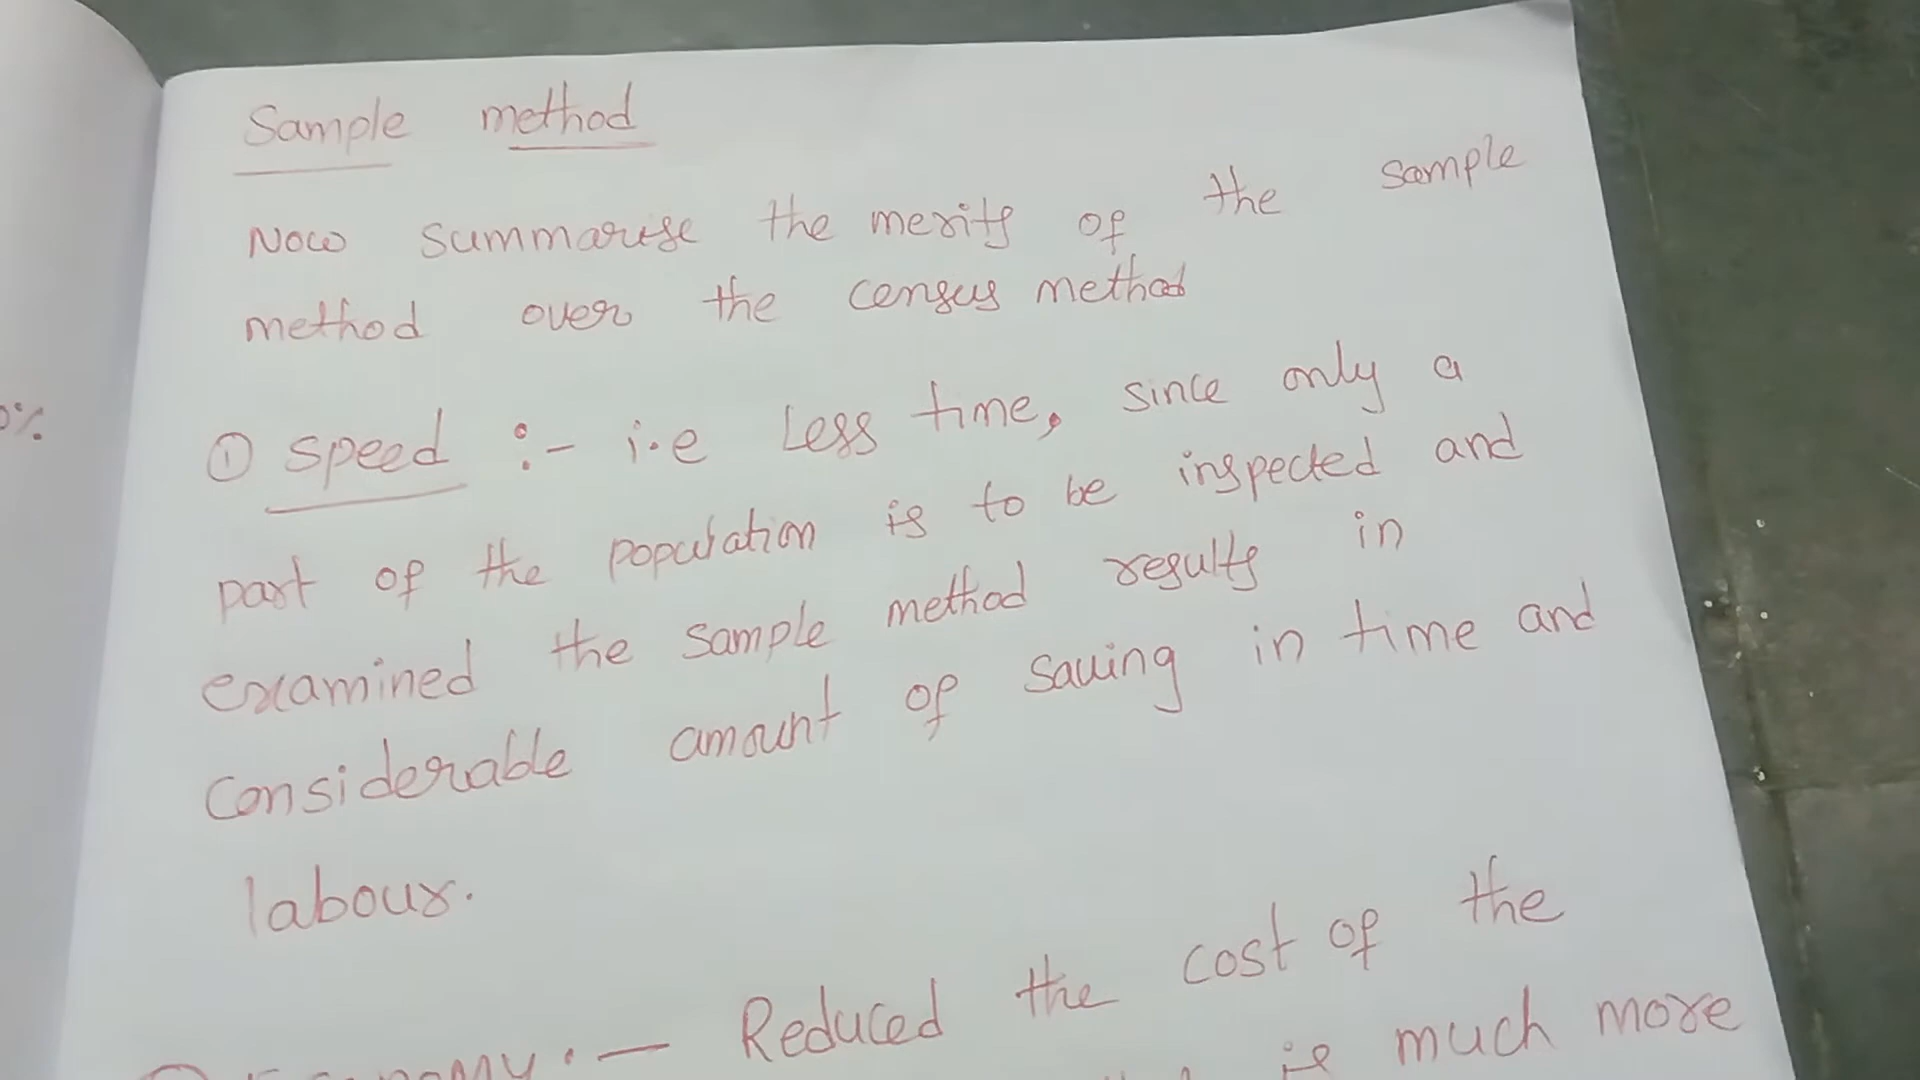 Sample method
Now summarise the merits of the sample
method over the census method
① Speed :- i.e Less time, since only a
part of the population is to be inspected and
examined the sample method results in
Considerable amount of saving in time and
labour.
Reduced the cost of the
is much more
0%